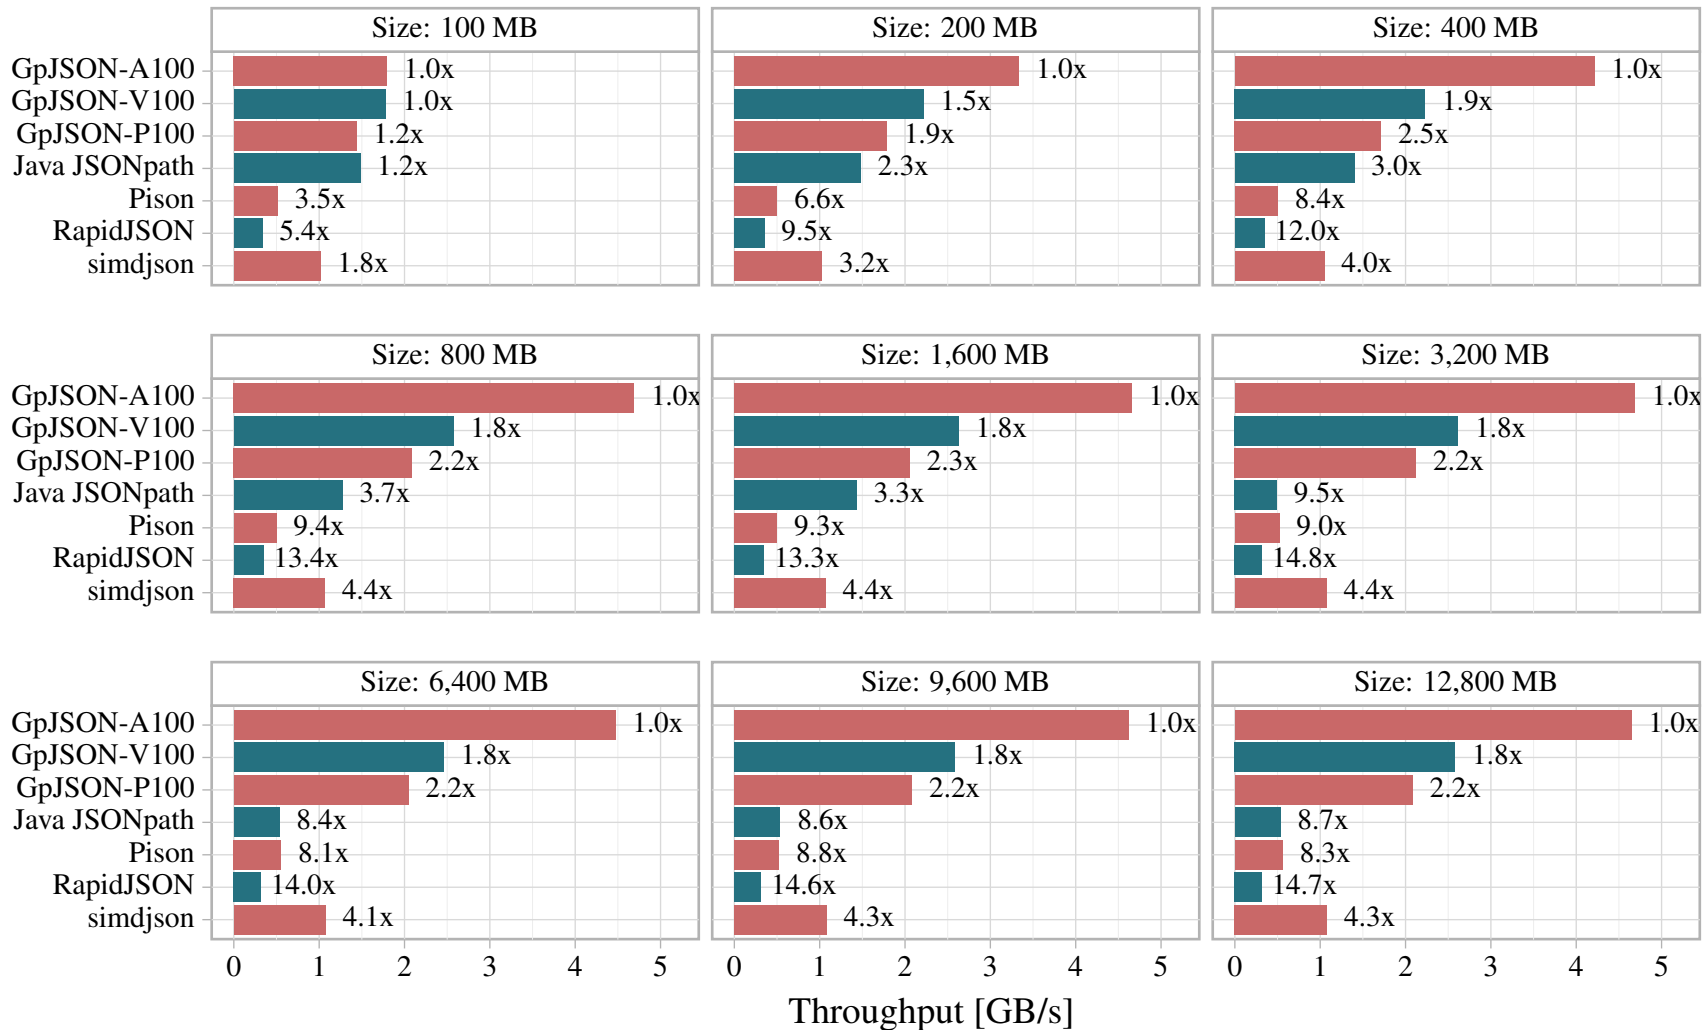 Size: 100 MB Size: 200 MB Size: 400 MB
GpJSON-A100 1.0x 1.0x 1.0x
GpJSON-V100 1.0x 1.5x 1.9x
GpJSON-P100 1.2x 1.9x 2.5x
Java JSONpath 1.2x 2.3x 3.0x
Pison 3.5x 6.6x 8.4x
RapidJSON 5.4x 9.5x 12.0x
simdjson 1.8x 3.2x 4.0x
Size: 800 MB Size: 1,600 MB Size: 3,200 MB
GpJSON-A100 1.0x 1.0x 1.0x
GpJSON-V100 1.8x 1.8x 1.8x
GpJSON-P100 2.2x 2.3x 2.2x
Java JSONpath 3.7x 3.3x 9.5x
Pison 9.4x 9.3x 9.0x
RapidJSON 13.4x 13.3x 14.8x
simdjson 4.4x 4.4x 4.4x
Size: 6,400 MB Size: 9,600 MB Size: 12,800 MB
GpJSON-A100 1.0x 1.0x 1.0x
GpJSON-V100 1.8x 1.8x 1.8x
GpJSON-P100 2.2x 2.2x 2.2x
Java JSONpath 8.4x 8.6x 8.7x
Pison 8.1x 8.8x 8.3x
RapidJSON 14.0x 14.6x 14.7x
simdjson 4.1x 4.3x 4.3x
0 1 2 3 4 5 0 1 2 3 4 5 0 1 2 3 4 5
Throughput [GB/s]